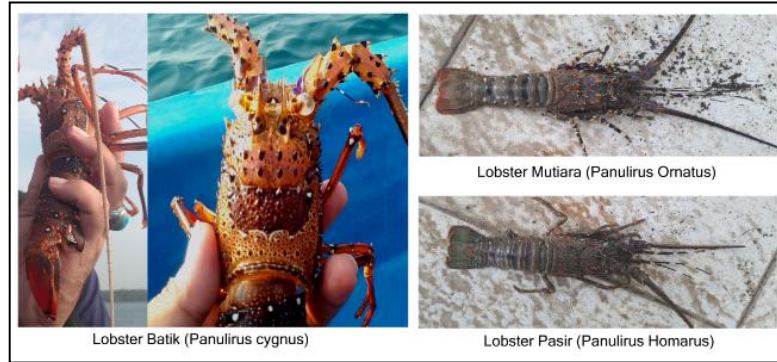 Lobster Mutiara (Panulirus Ornatus)
Lobster Batik (Panulirus cygnus)
Lobster Pasir (Panulirus Homarus)